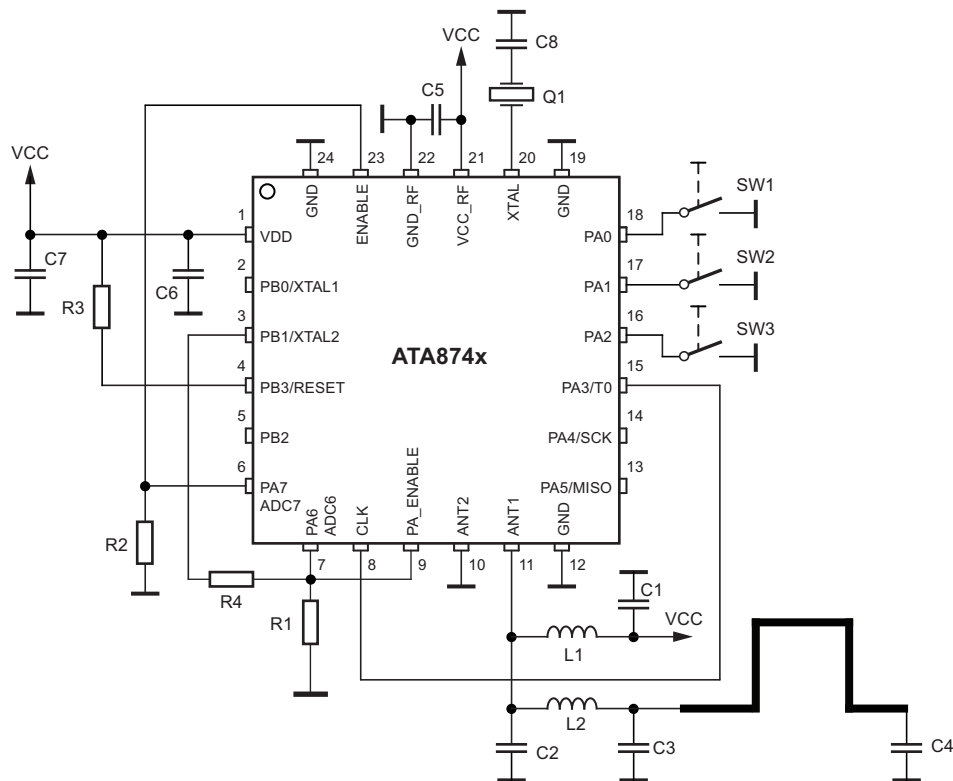 C8
VCC
C5
Q1
VCC
24
23
22
21
20
19
GND
ENABLE
GND_RF
VCC_RF
XTAL
GND
SW1
1
18
VDD
PA0
C7
C6
R3
2
17
SW2
PB0/XTAL1
PA1
3
16
SW3
PB1/XTAL2
PA2
ATA874x
4
15
PB3/RESET
PA3/T0
5
14
PB2
PA4/SCK
6
13
PA7
ADC7
PA5/MISO
PA6
ADC6
CLK
PA_ENABLE
ANT2
ANT1
GND
R2
7
8
9
10
11
12
R4
R1
C1
VCC
L1
L2
C2
C3
C4